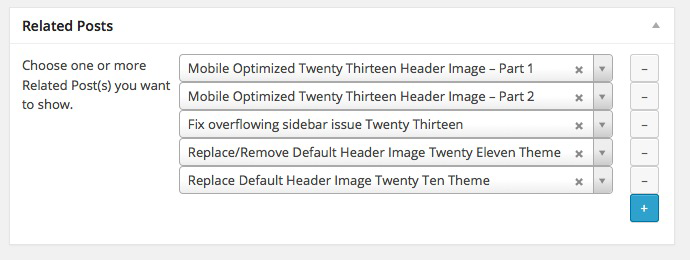 Related Posts
Choose one or more
Related Post(s) you want
to show.
Mobile Optimized Twenty Thirteen Header Image – Part 1
Mobile Optimized Twenty Thirteen Header Image – Part 2
Fix overflowing sidebar issue Twenty Thirteen
Replace/Remove Default Header Image Twenty Eleven Theme
Replace Default Header Image Twenty Ten Theme